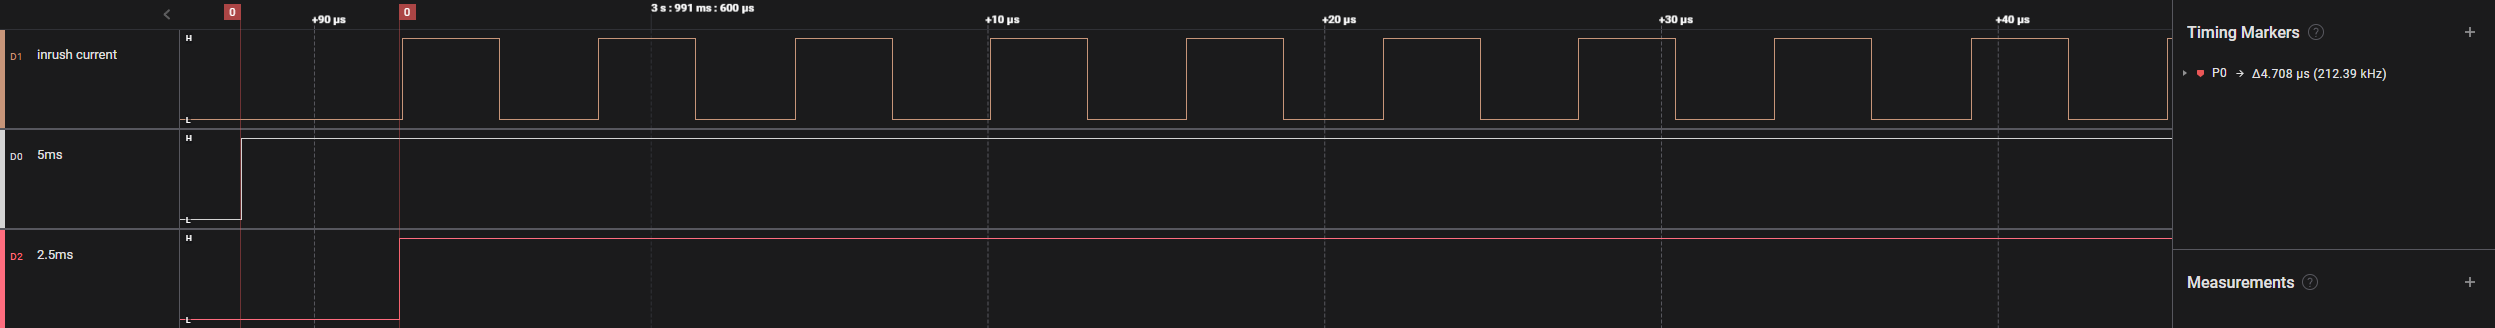 0
0
3 s : 991 ms : 600 µs
+90 µs
+10 µs
+20 µs
+30 µs
+40 µs
Timing Markers ?
P0 → Δ4.708 µs (212.39 kHz)
D1 inrush current
H
L
D0 5ms
H
L
D2 2.5ms
H
L
Measurements ?